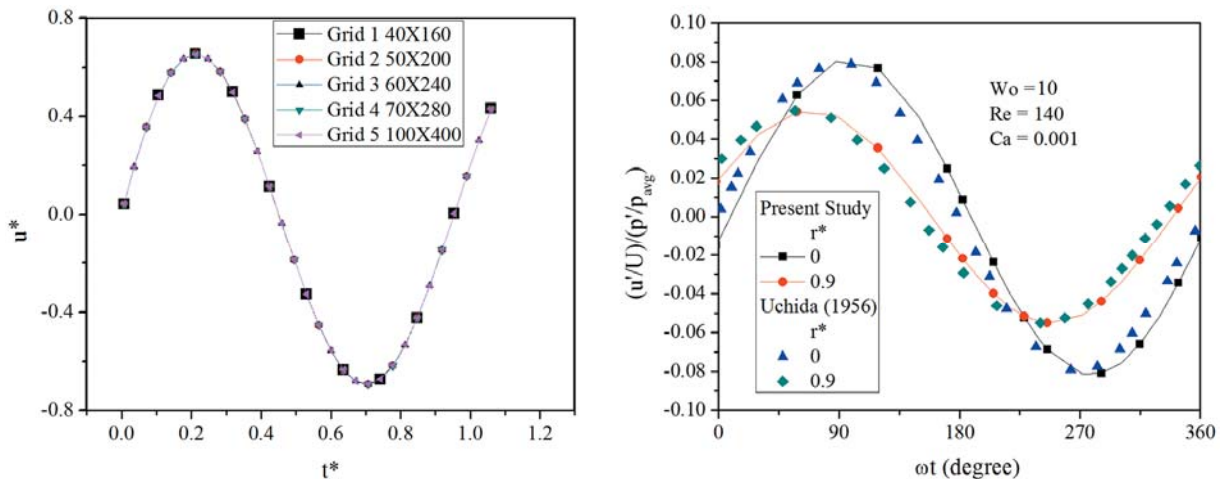 0.8
0.4
0.0
-0.4
-0.8
u*
Grid 1 40X160
Grid 2 50X200
Grid 3 60X240
Grid 4 70X280
Grid 5 100X400
0.0 0.2 0.4 0.6 0.8 1.0 1.2
t*
0.10
0.08
0.06
0.04
0.02
0.00
-0.02
-0.04
-0.06
-0.08
-0.10
(u'/U)/(p'/pavg)
Wo = 10
Re = 140
Ca = 0.001
Present Study
r*
0
0.9
Uchida (1956)
r*
0
0.9
0 90 180 270 360
ωt (degree)